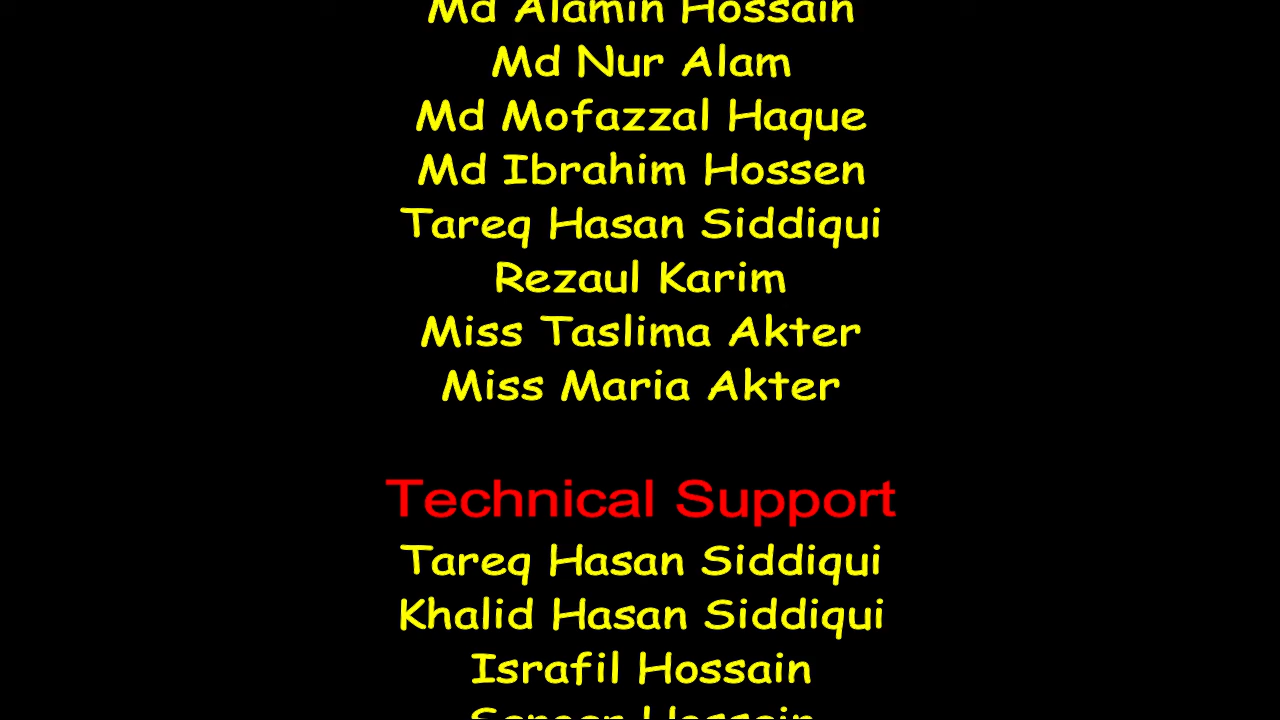 Md Alamin Hossain
Md Nur Alam
Md Mofazzal Haque
Md Ibrahim Hossen
Tareq Hasan Siddiqui
Rezaul Karim
Miss Taslima Akter
Miss Maria Akter
Technical Support
Tareq Hasan Siddiqui
Khalid Hasan Siddiqui
Israfil Hossain
Hossain